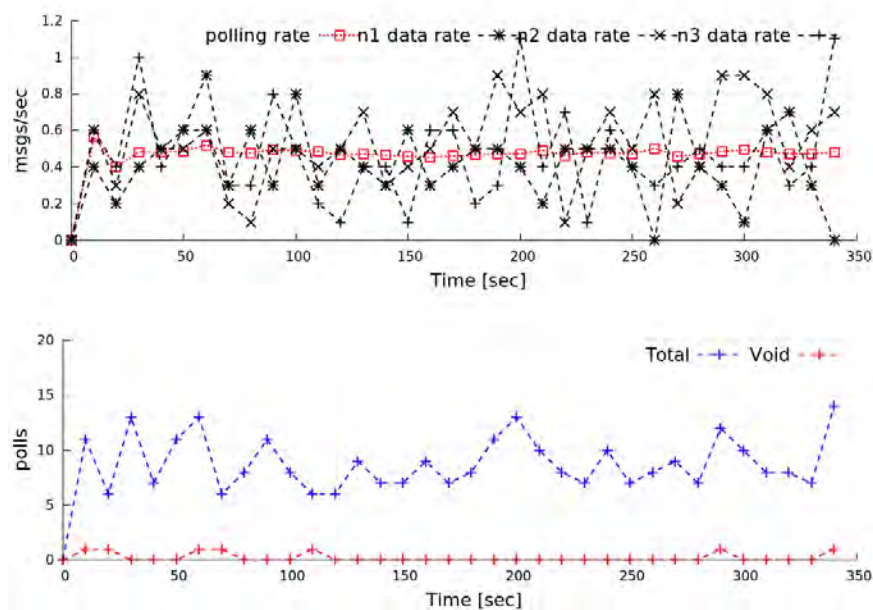 polling rate n1 data rate n2 data rate n3 data rate
msgs/sec
1.2
1
0.8
0.6
0.4
0.2
0
0 50 100 150 200 250 300 350
Time [sec]
Total Void
polls
20
15
10
5
0
0 50 100 150 200 250 300 350
Time [sec]